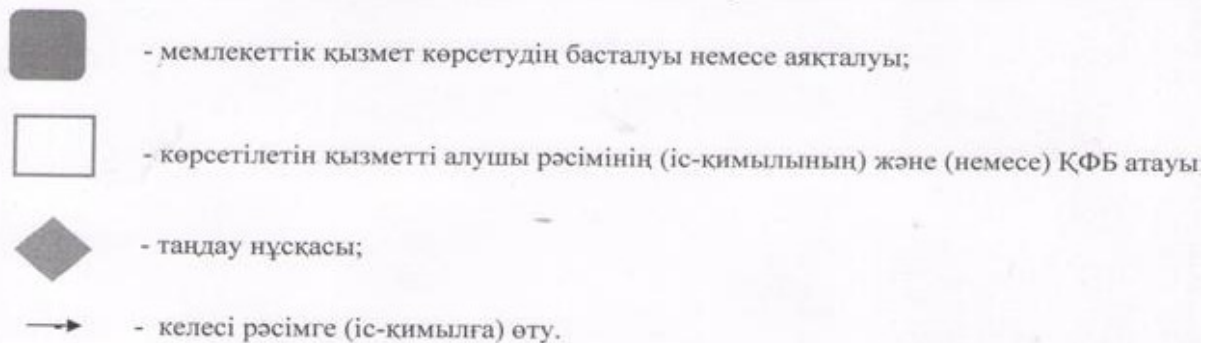 - мемлекеттік қызмет көрсетудің басталуы немесе аяқталуы;
- көрсетілетін қызметті алушы рәсімінің (іс-қимылының) және (немесе) ҚФБ атауы
- таңдау нұсқасы;
- келесі рәсімге (іс-қимылға) өту.